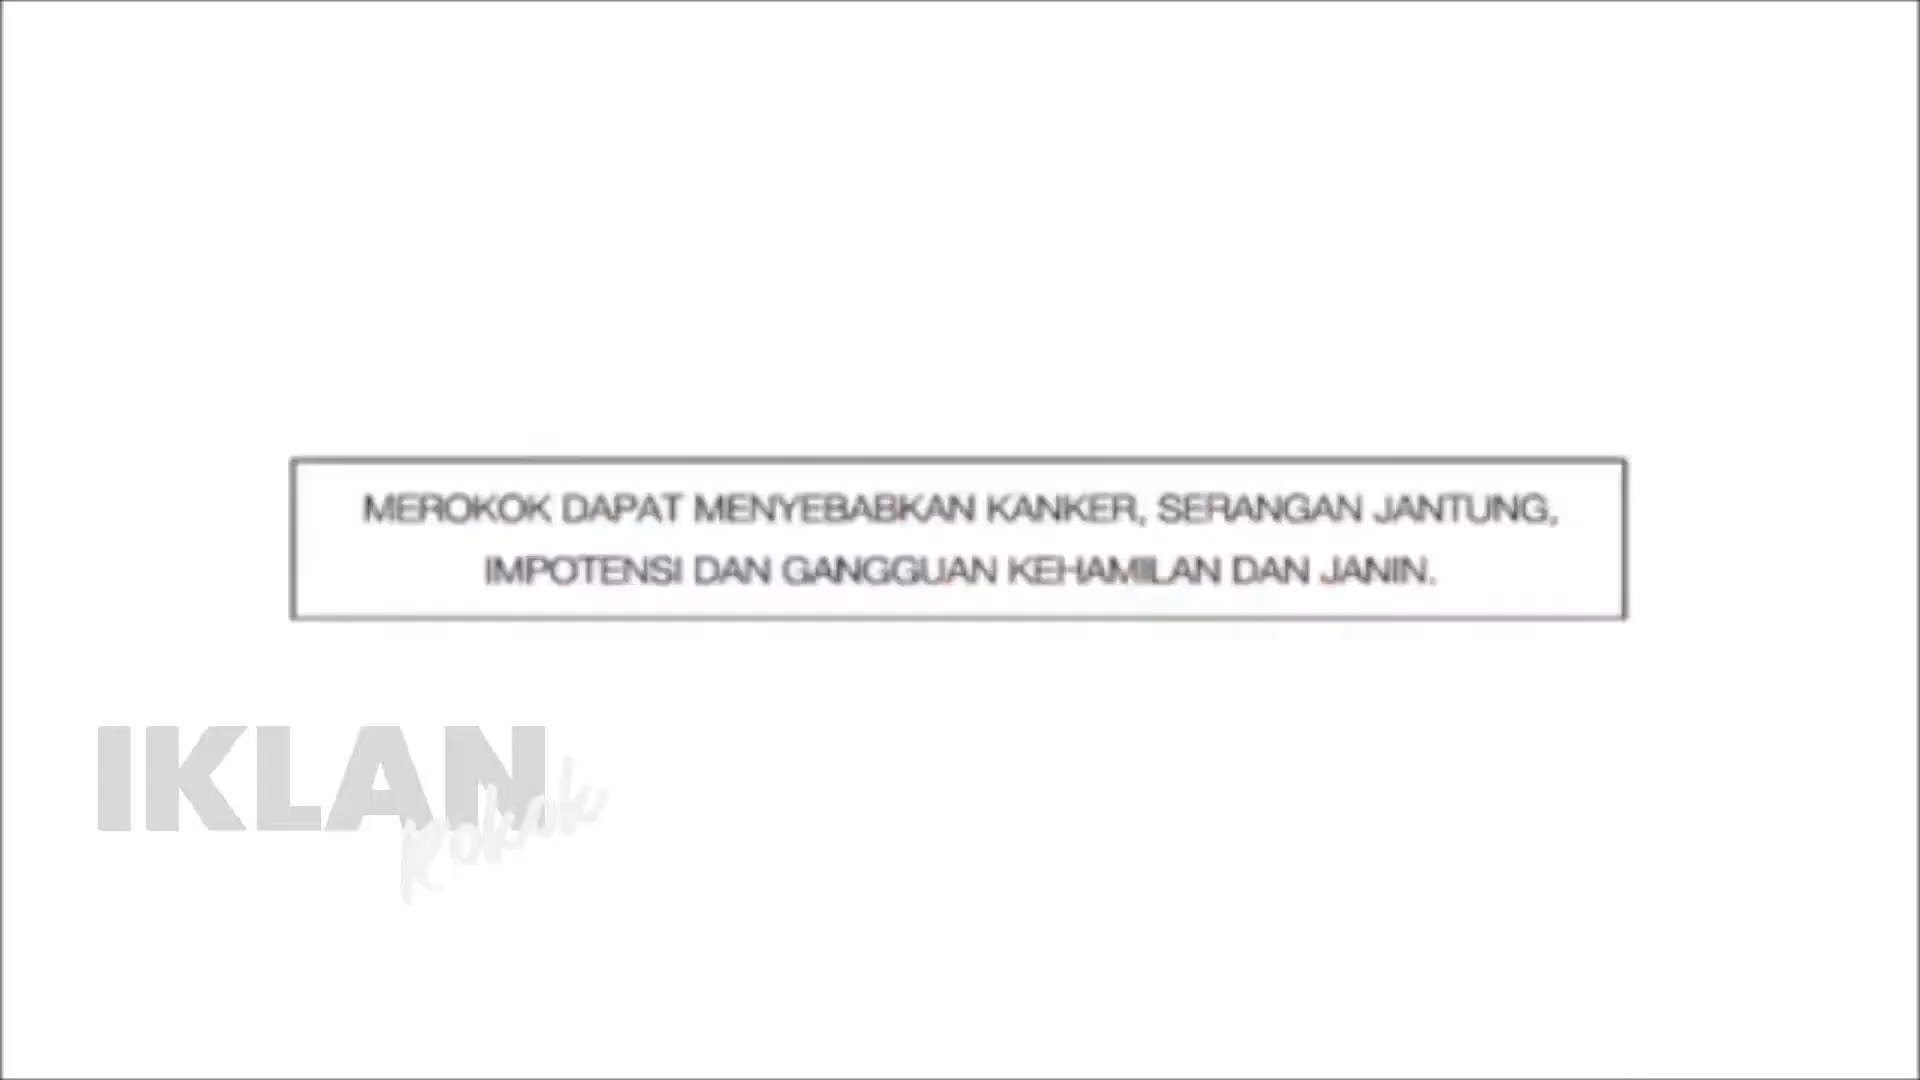 MEROKOK DAPAT MENYEBABKAN KANKER, SERANGAN JANTUNG,
IMPOTENSI DAN GANGGUAN KEHAMILAN DAN JANIN.
IKLAN
Rokok